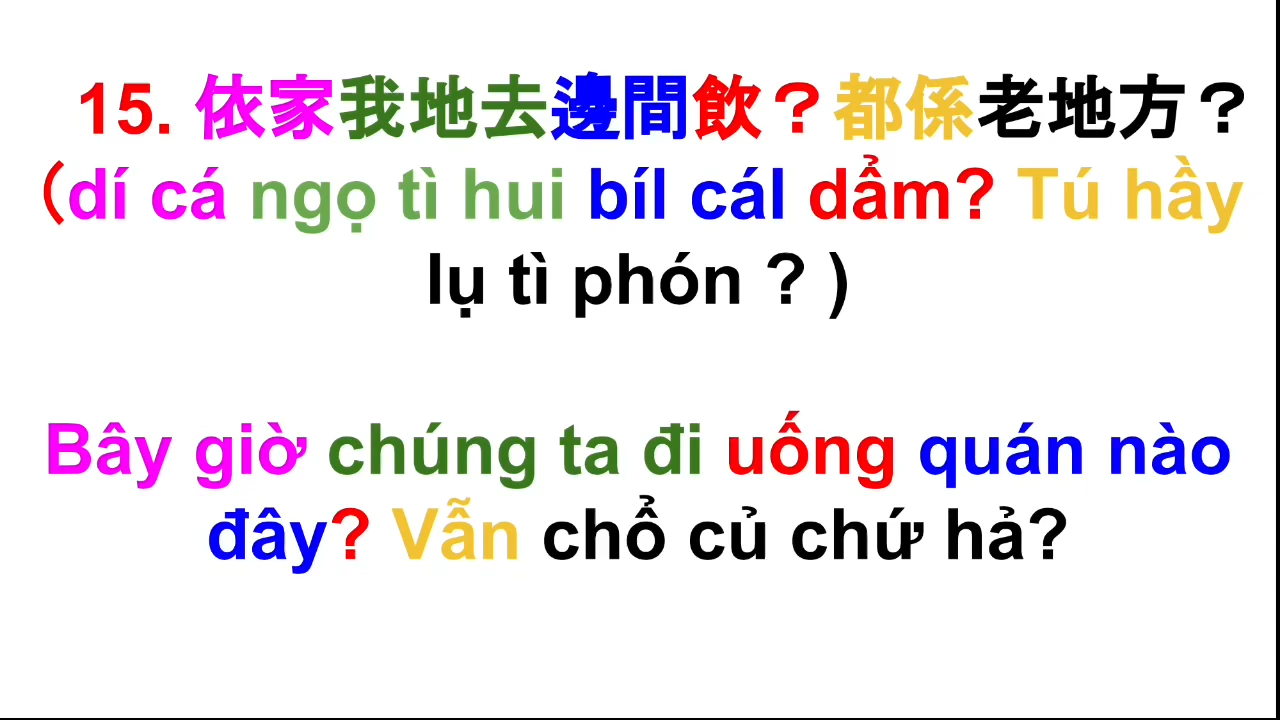 15. 依家我地去邊間飲？都係老地方？
（dí cá ngọ tì hui bíl cál dẩm? Tú hầy
lụ tì phón ? )
Bây giờ chúng ta đi uống quán nào
đây? Vẫn chổ củ chứ hả?